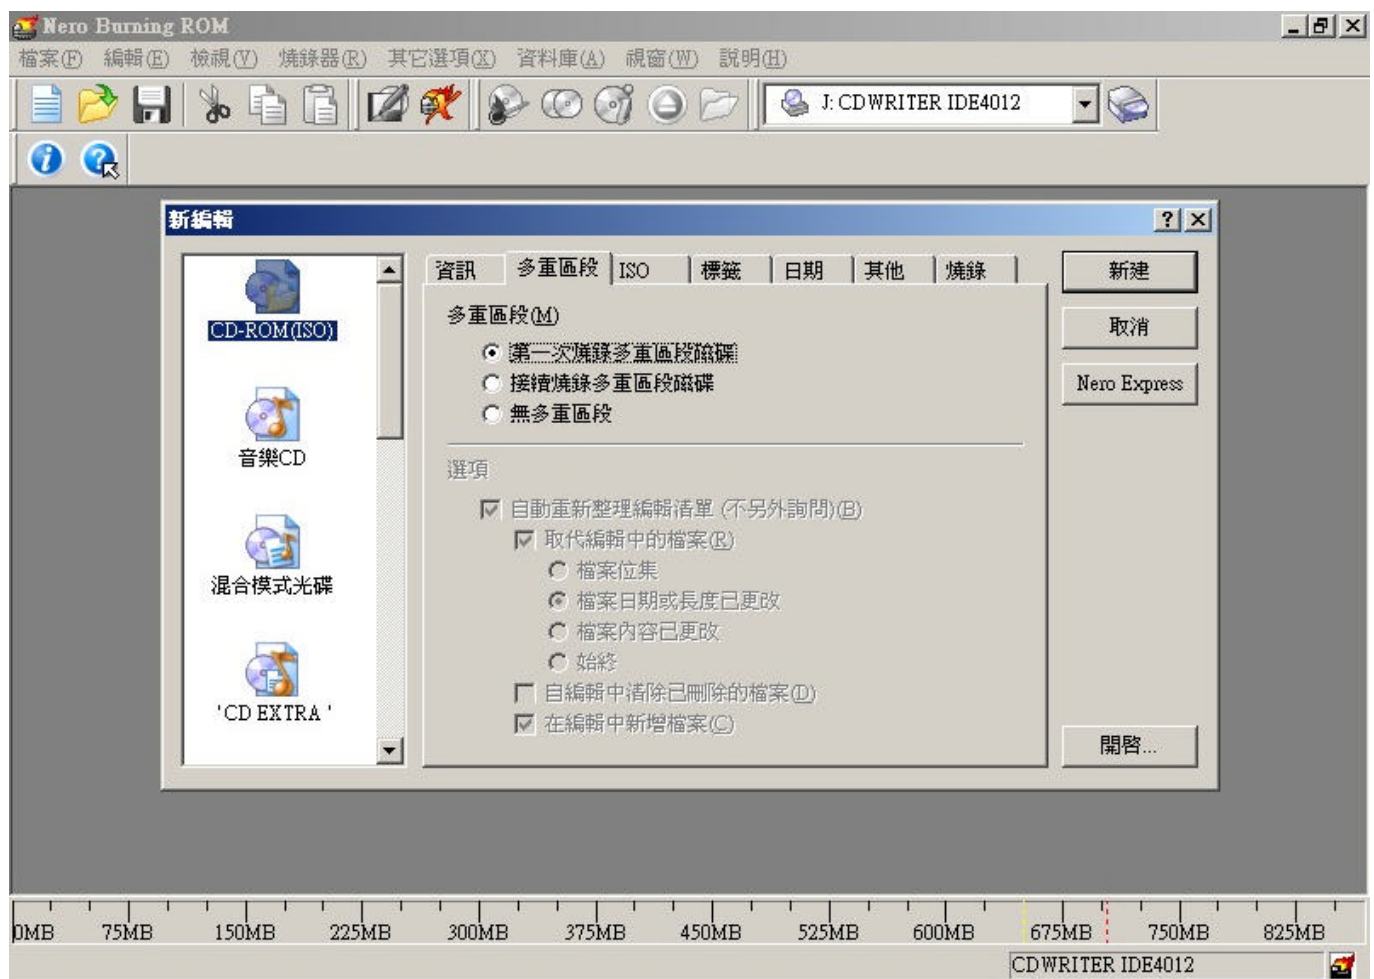 Nero Burning ROM
檔案(F) 編輯(E) 檢視(V) 燒錄器(R) 其它選項(X) 資料庫(A) 視窗(W) 說明(H)
J: CDWRITER IDE4012
新編輯
資訊 多重區段 ISO 標籤 日期 其他 燒錄
新建
取消
Nero Express
開啓...
CD-ROM(ISO)
音樂CD
混合模式光碟
'CD EXTRA '
多重區段(M)
第一次燒錄多重區段磁碟
接續燒錄多重區段磁碟
無多重區段
選項
自動重新整理編輯清單 (不另外詢問)(B)
取代編輯中的檔案(R)
檔案位集
檔案日期或長度已更改
檔案內容已更改
始終
自編輯中清除已刪除的檔案(D)
在編輯中新增檔案(C)
0MB 75MB 150MB 225MB 300MB 375MB 450MB 525MB 600MB 675MB 750MB 825MB
CDWRITER IDE4012